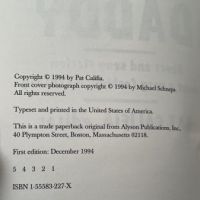 Copyright © 1994 by Pat Califia.
Front cover photograph copyright © 1994 by Michael Schnep.
All rights reserved.
Typeset and printed in the United States of America.
This is a trade paperback original from Alyson Publications, Inc.
40 Plympton Street, Boston, Massachusetts 02118.
First edition: December 1994
5 4 3 2 1
ISBN 1-55583-227-X